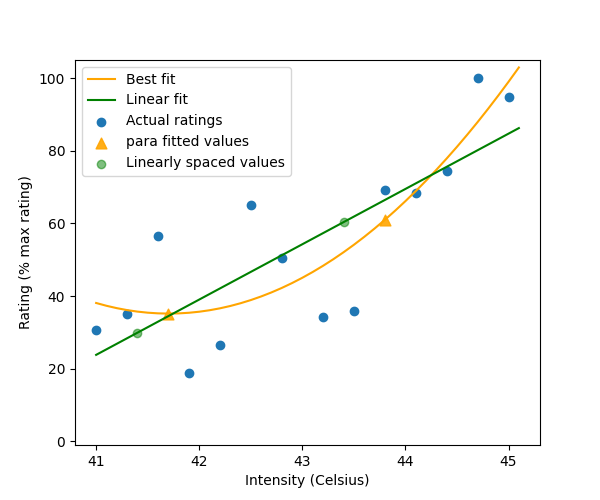 Best fit
Linear fit
Actual ratings
para fitted values
Linearly spaced values
100
80
60
40
20
0
Rating (% max rating)
41 42 43 44 45
Intensity (Celsius)